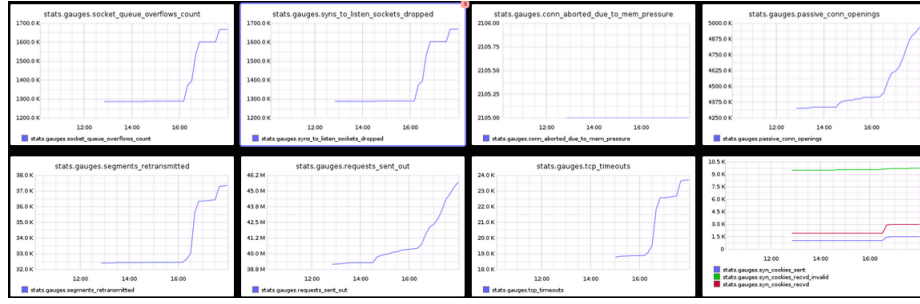 stats.gauges.socket_queue_overflows_count
1700.0 K
1600.0 K
1500.0 K
1400.0 K
1300.0 K
1200.0 K
12:00 14:00 16:00
stats.gauges.socket_queue_overflows_count
stats.gauges.syns_to_listen_sockets_dropped
1700.0 K
1600.0 K
1500.0 K
1400.0 K
1300.0 K
1200.0 K
12:00 14:00 16:00
stats.gauges.syns_to_listen_sockets_dropped
stats.gauges.conn_aborted_due_to_mem_pressure
2106.00
2105.75
2105.50
2105.25
2105.00
12:00 14:00 16:00
stats.gauges.conn_aborted_due_to_mem_pressure
stats.gauges.passive_conn_openings
5000.0 K
4875.0 K
4750.0 K
4625.0 K
4500.0 K
4375.0 K
4250.0 K
12:00 14:00 16:00
stats.gauges.passive_conn_openings
stats.gauges.segments_retransmitted
38.0 K
37.0 K
36.0 K
35.0 K
34.0 K
33.0 K
32.0 K
12:00 14:00 16:00
stats.gauges.segments_retransmitted
stats.gauges.requests_sent_out
46.2 M
45.0 M
43.8 M
42.5 M
41.2 M
40.0 M
38.8 M
12:00 14:00 16:00
stats.gauges.requests_sent_out
stats.gauges.tcp_timeouts
24.0 K
23.0 K
22.0 K
21.0 K
20.0 K
19.0 K
18.0 K
12:00 14:00 16:00
stats.gauges.tcp_timeouts
10.5 K
9.0 K
7.5 K
6.0 K
4.5 K
3.0 K
1.5 K
0
12:00 14:00 16:00
stats.gauges.syn_cookies_sent
stats.gauges.syn_cookies_recvd_invalid
stats.gauges.syn_cookies_recvd